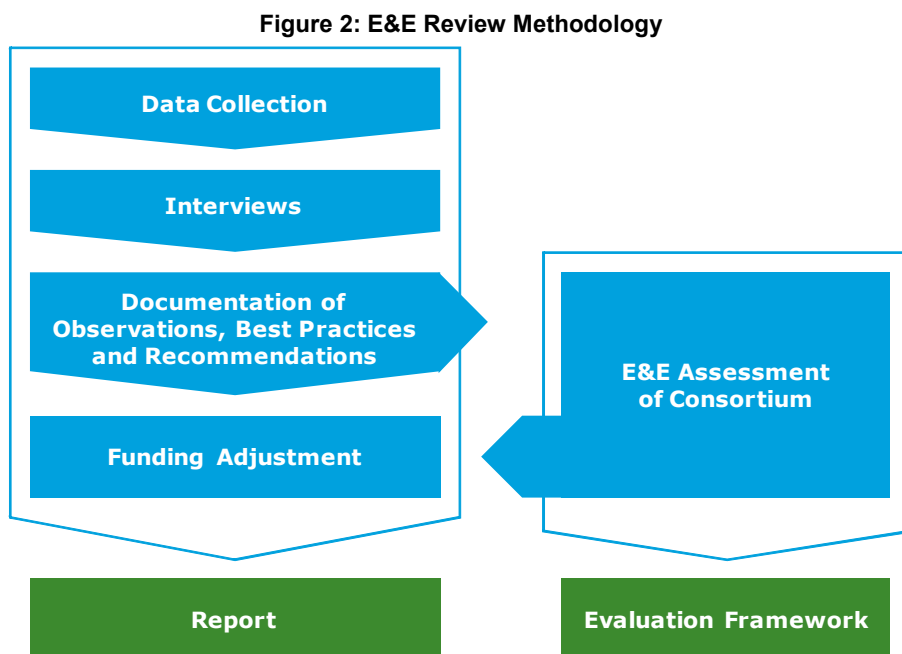 Figure 2: E&E Review Methodology
Data Collection
Interviews
Documentation of
Observations, Best Practices
and Recommendations
Funding Adjustment
E&E Assessment
of Consortium
Report
Evaluation Framework